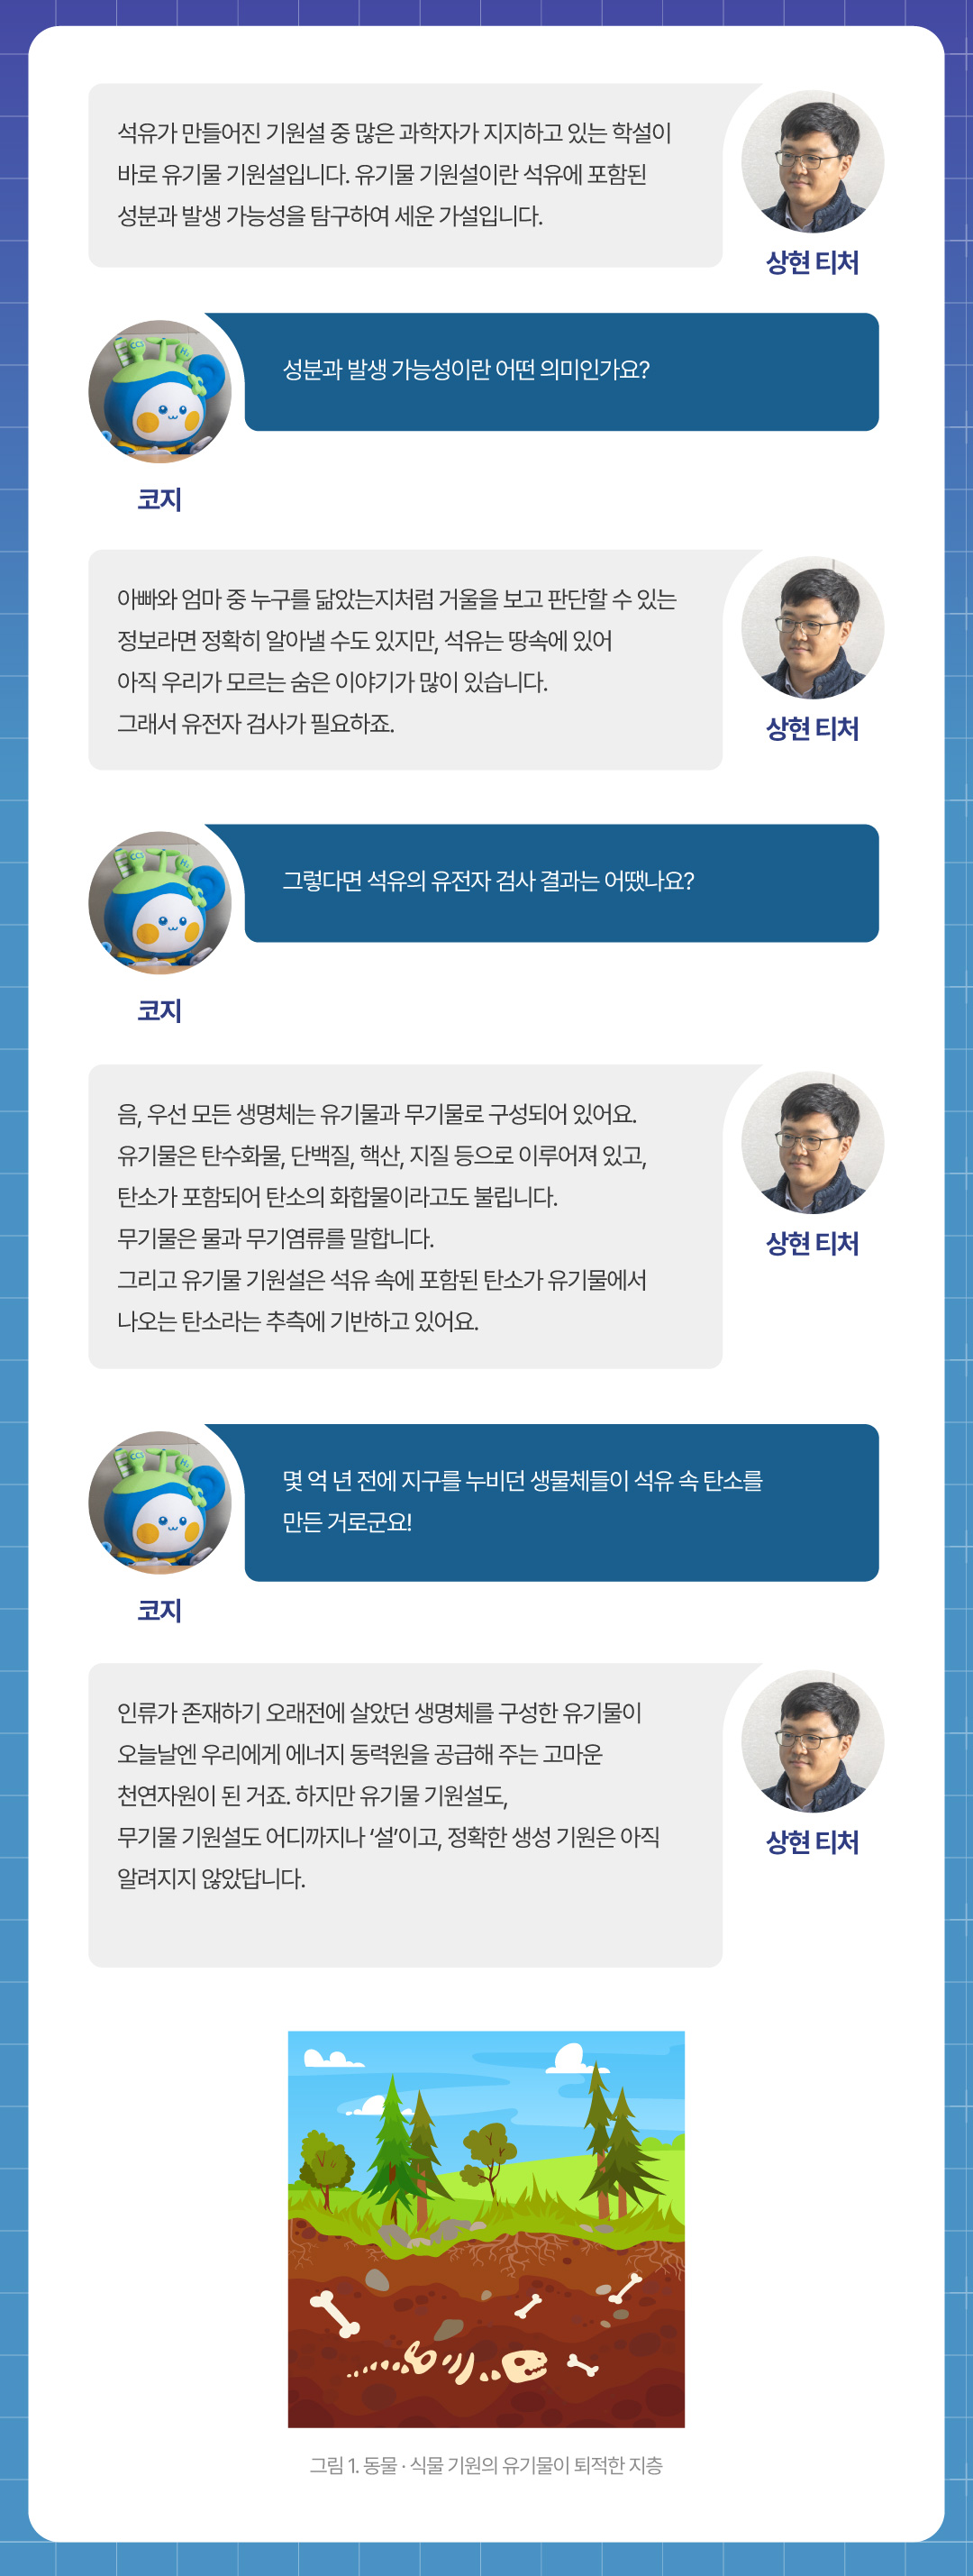 석유가 만들어진 기원설 중 많은 과학자가 지지하고 있는 학설이
바로 유기물 기원설입니다. 유기물 기원설이란 석유에 포함된
성분과 발생 가능성을 탐구하여 세운 가설입니다.
상현 티처
CCS
H₂
성분과 발생 가능성이란 어떤 의미인가요?
코지
아빠와 엄마 중 누구를 닮았는지처럼 거울을 보고 판단할 수 있는
정보라면 정확히 알아낼 수도 있지만, 석유는 땅속에 있어
아직 우리가 모르는 숨은 이야기가 많이 있습니다.
그래서 유전자 검사가 필요하죠.
상현 티처
CCS
H₂
그렇다면 석유의 유전자 검사 결과는 어땠나요?
코지
음, 우선 모든 생명체는 유기물과 무기물로 구성되어 있어요.
유기물은 탄수화물, 단백질, 핵산, 지질 등으로 이루어져 있고,
탄소가 포함되어 탄소의 화합물이라고도 불립니다.
무기물은 물과 무기염류를 말합니다.
그리고 유기물 기원설은 석유 속에 포함된 탄소가 유기물에서
나오는 탄소라는 추측에 기반하고 있어요.
상현 티처
CCS
H₂
몇 억 년 전에 지구를 누비던 생물체들이 석유 속 탄소를
만든 거로군요!
코지
인류가 존재하기 오래전에 살았던 생명체를 구성한 유기물이
오늘날엔 우리에게 에너지 동력원을 공급해 주는 고마운
천연자원이 된 거죠. 하지만 유기물 기원설도,
무기물 기원설도 어디까지나 ‘설’이고, 정확한 생성 기원은 아직
알려지지 않았답니다.
상현 티처
그림 1. 동물 · 식물 기원의 유기물이 퇴적한 지층